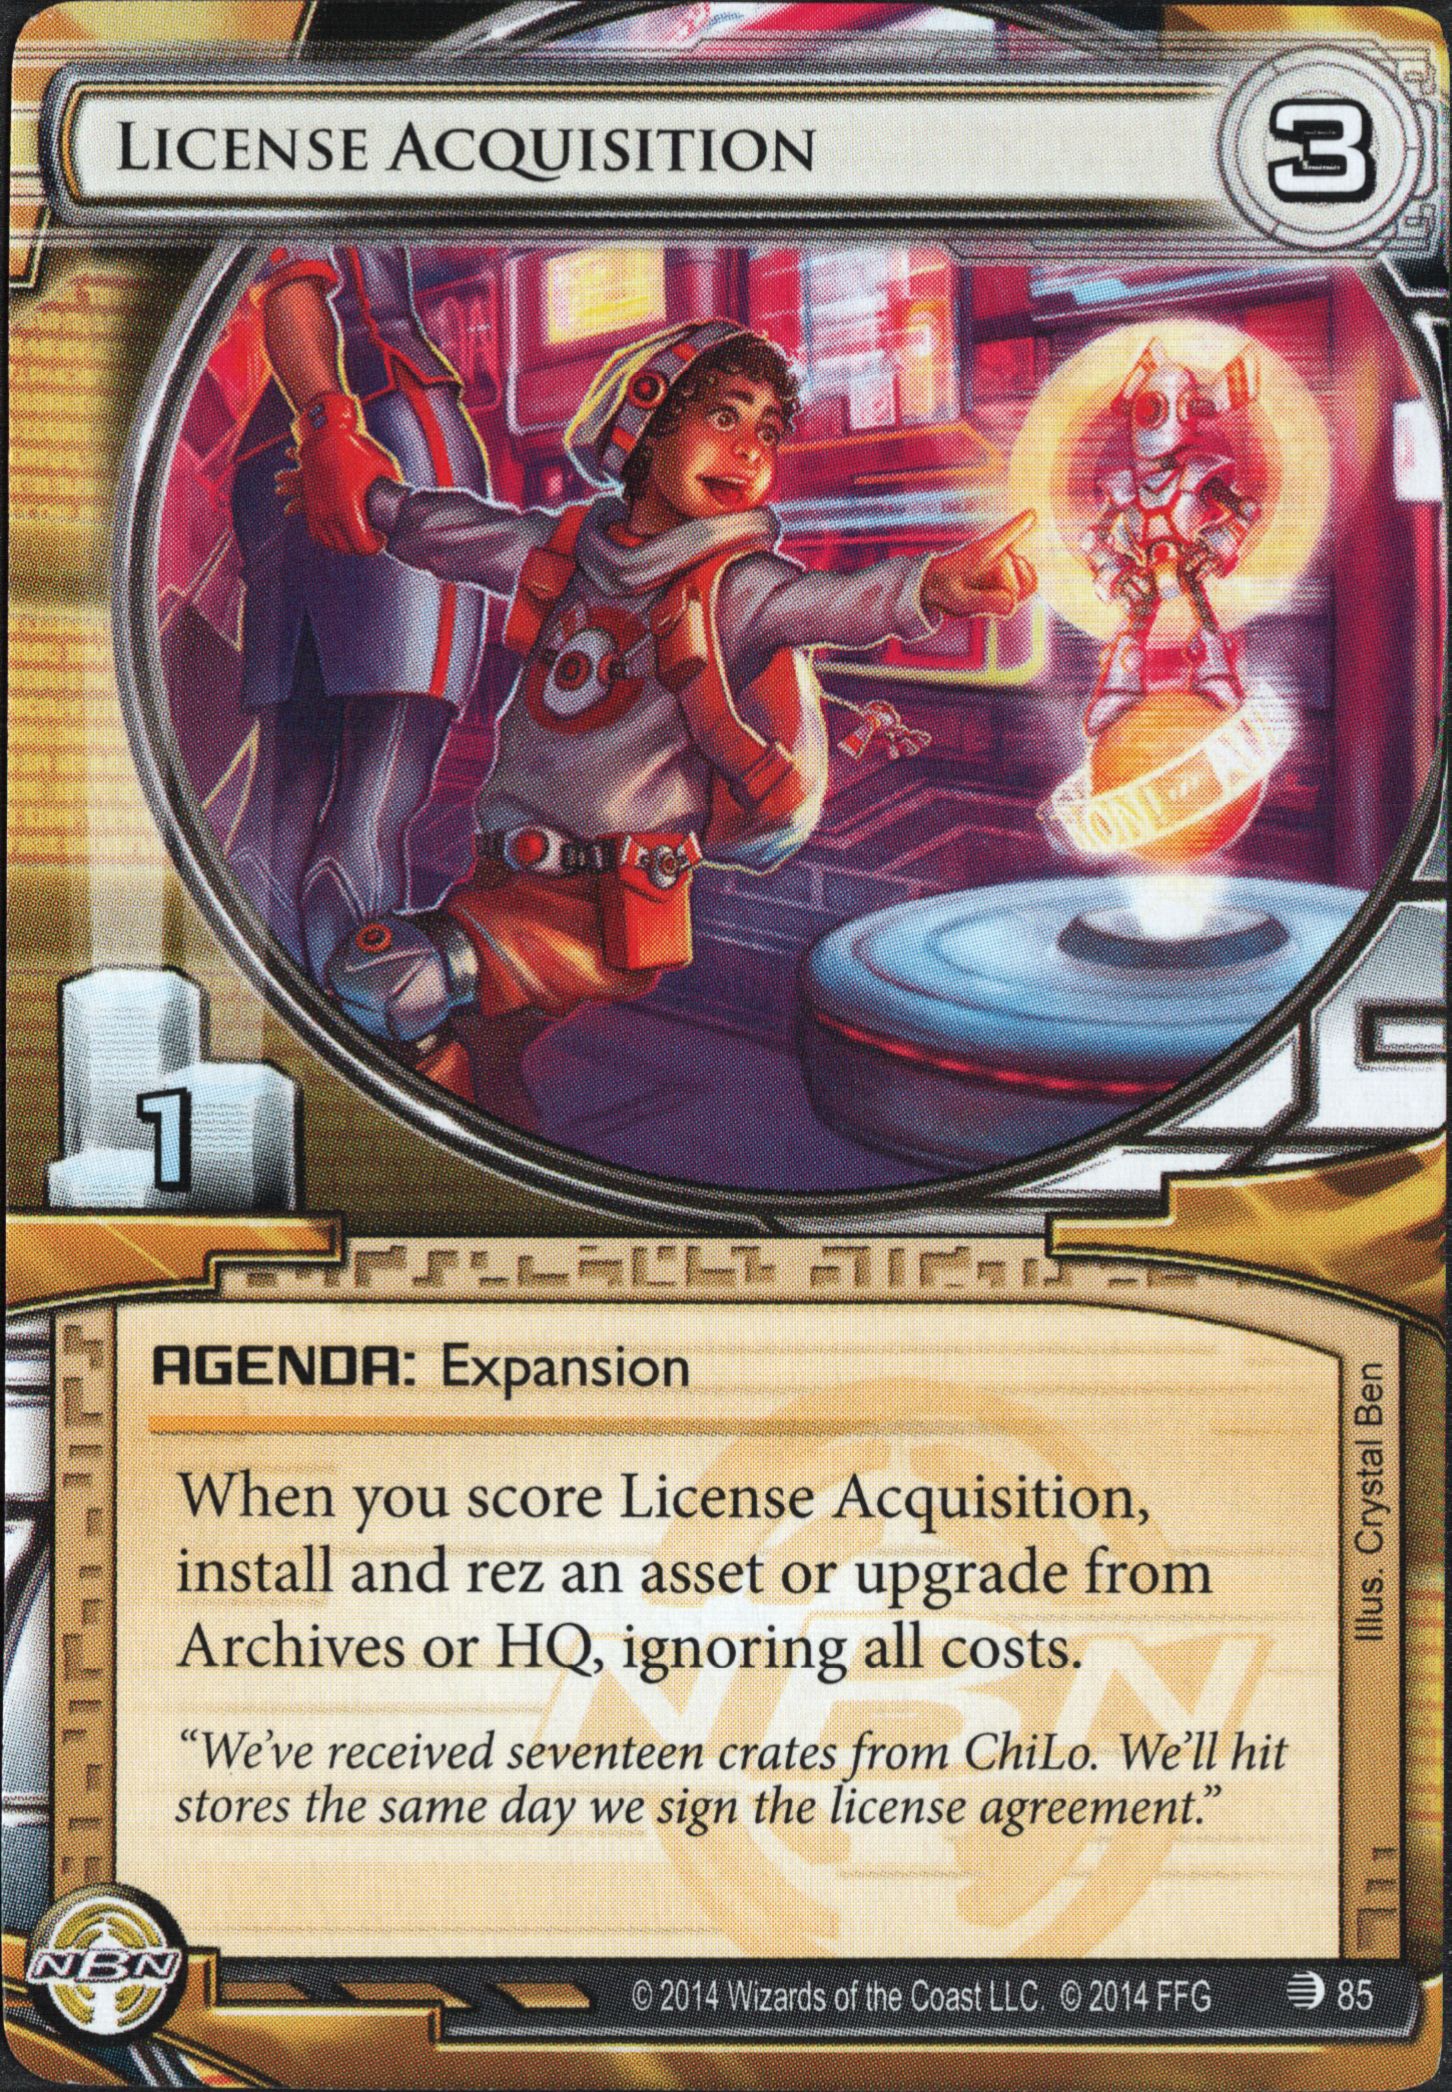 LICENSE ACQUISITION
3
1
AGENDA: Expansion
When you score License Acquisition,
install and rez an asset or upgrade from
Archives or HQ, ignoring all costs.
“We’ve received seventeen crates from ChiLo. We’ll hit
stores the same day we sign the license agreement.”
Illus. Crystal Ben
NBN
NBN
© 2014 Wizards of the Coast LLC. © 2014 FFG
85